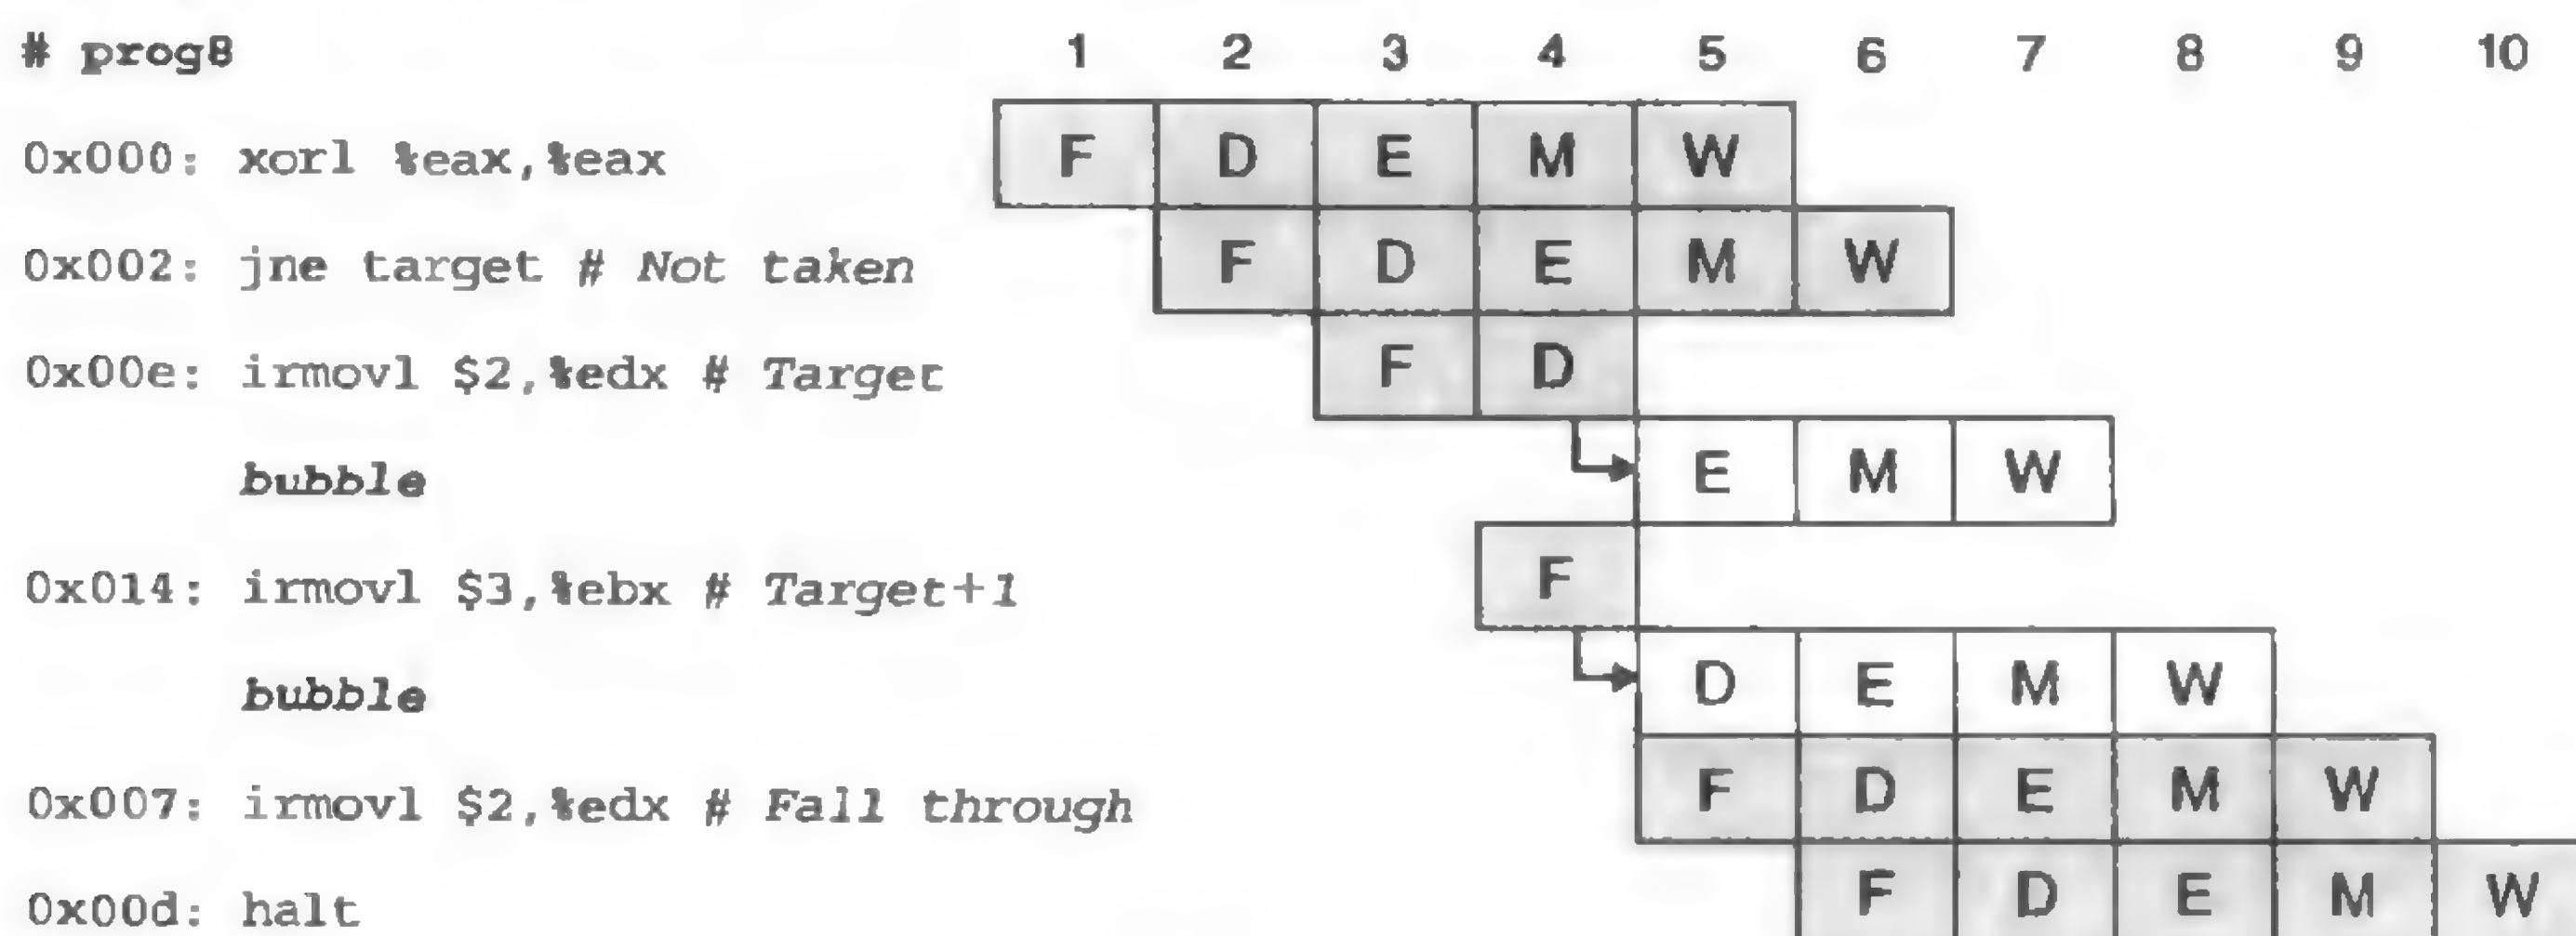 # prog8 1 2 3 4 5 6 7 8 9 10
0x000: xorl %eax,%eax F D E M W
0x002: jne target # Not taken F D E M W
0x00e: irmovl $2,%edx # Target F D
bubble E M W
0x014: irmovl $3,%ebx # Target+1 F
bubble D E M W
0x007: irmovl $2,%edx # Fall through F D E M W
0x00d: halt F D E M W